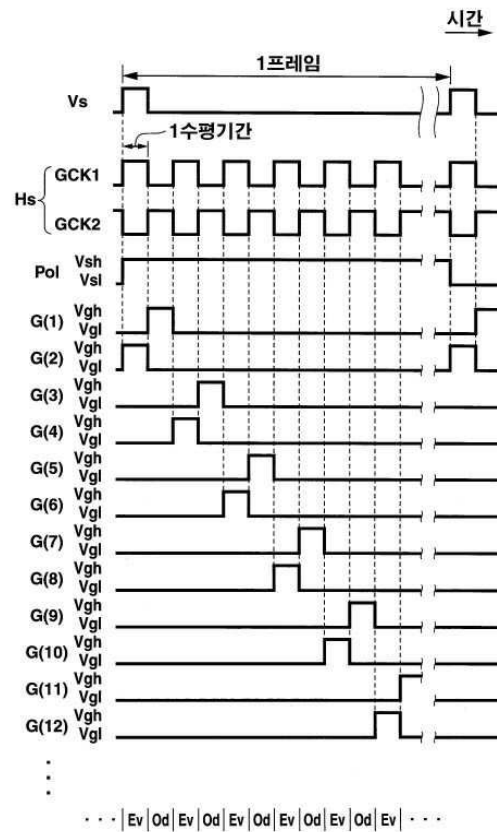 시간
1프레임
Vs
1수평기간
Hs
GCK1
GCK2
Pol Vsh
Vsl
G(1) Vgh
Vgl
G(2) Vgh
Vgl
G(3) Vgh
Vgl
G(4) Vgh
Vgl
G(5) Vgh
Vgl
G(6) Vgh
Vgl
G(7) Vgh
Vgl
G(8) Vgh
Vgl
G(9) Vgh
Vgl
G(10) Vgh
Vgl
G(11) Vgh
Vgl
G(12) Vgh
Vgl
· · · Ev Od Ev Od Ev Od Ev Od Ev Od Ev · · ·